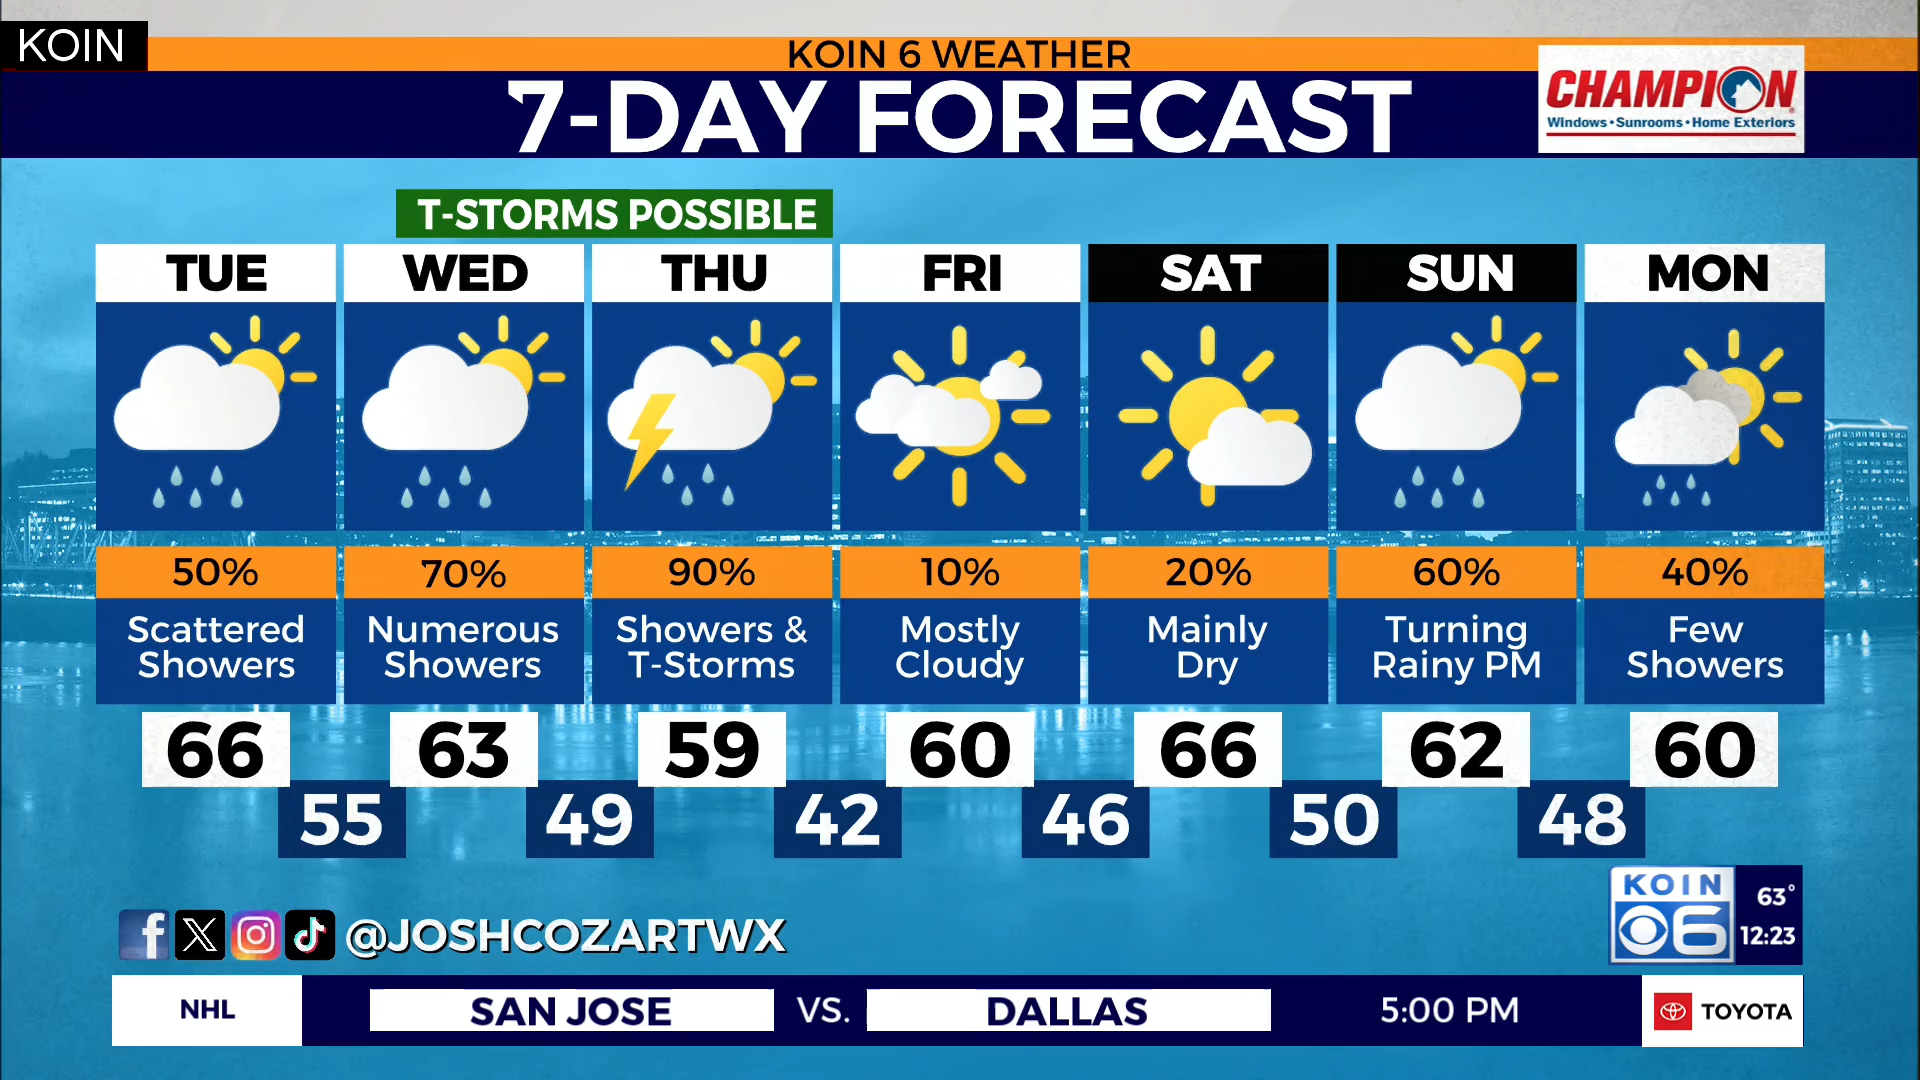 KOIN
KOIN 6 WEATHER
7-DAY FORECAST
CHAMPION
Windows • Sunrooms • Home Exteriors
T-STORMS POSSIBLE
TUE WED THU FRI SAT SUN MON
50% 70% 90% 10% 20% 60% 40%
Scattered Showers
Numerous Showers
Showers & T-Storms
Mostly Cloudy
Mainly Dry
Turning Rainy PM
Few Showers
66 63 59 60 66 62 60
55 49 42 46 50 48
@JOSHCOZARTWX
KOIN 6
63°
12:23
NHL SAN JOSE VS. DALLAS 5:00 PM TOYOTA